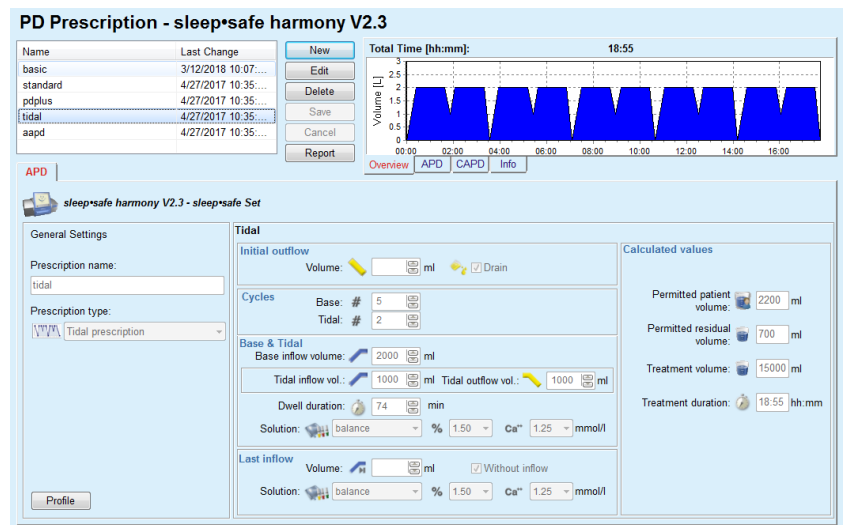 PD Prescription - sleep•safe harmony V2.3
Name Last Change
basic 3/12/2018 10:07:...
standard 4/27/2017 10:35:...
pdplus 4/27/2017 10:35:...
tidal 4/27/2017 10:35:...
aapd 4/27/2017 10:35:...
New
Edit
Delete
Save
Cancel
Report
Total Time [hh:mm]: 18:55
Volume [L]
3
2.5
2
1.5
1
0.5
0
00:00 02:00 04:00 06:00 08:00 10:00 12:00 14:00 16:00
Overview APD CAPD Info
APD
sleep•safe harmony V2.3 - sleep•safe Set
General Settings
Prescription name:
tidal
Prescription type:
Tidal prescription
Profile
Tidal
Initial outflow
Volume: ml Drain
Cycles
Base: # 5
Tidal: # 2
Base & Tidal
Base inflow volume: 2000 ml
Tidal inflow vol.: 1000 ml Tidal outflow vol.: 1000 ml
Dwell duration: 74 min
Solution: balance % 1.50 Ca⁺⁺ 1.25 mmol/l
Last inflow
Volume: ml Without inflow
Solution: balance % 1.50 Ca⁺⁺ 1.25 mmol/l
Calculated values
Permitted patient
volume: 2200 ml
Permitted residual
volume: 700 ml
Treatment volume: 15000 ml
Treatment duration: 18:55 hh:mm